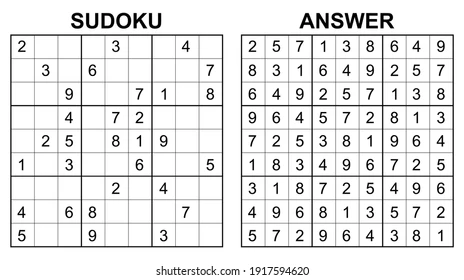 SUDOKU
2 3 4
3 6 7
9 7 1 8
4 7 2
2 5 8 1 9
1 3 6 5
2 4
4 6 8 7
5 9 3
ANSWER
2 5 7 1 3 8 6 4 9
8 3 1 6 4 9 2 5 7
6 4 9 2 5 7 1 3 8
9 6 4 5 7 2 8 1 3
7 2 5 3 8 1 9 6 4
1 8 3 4 9 6 7 2 5
3 1 8 7 2 5 4 9 6
4 9 6 8 1 3 5 7 2
5 7 2 9 6 4 3 8 1
shutterstock.com · 1917594620